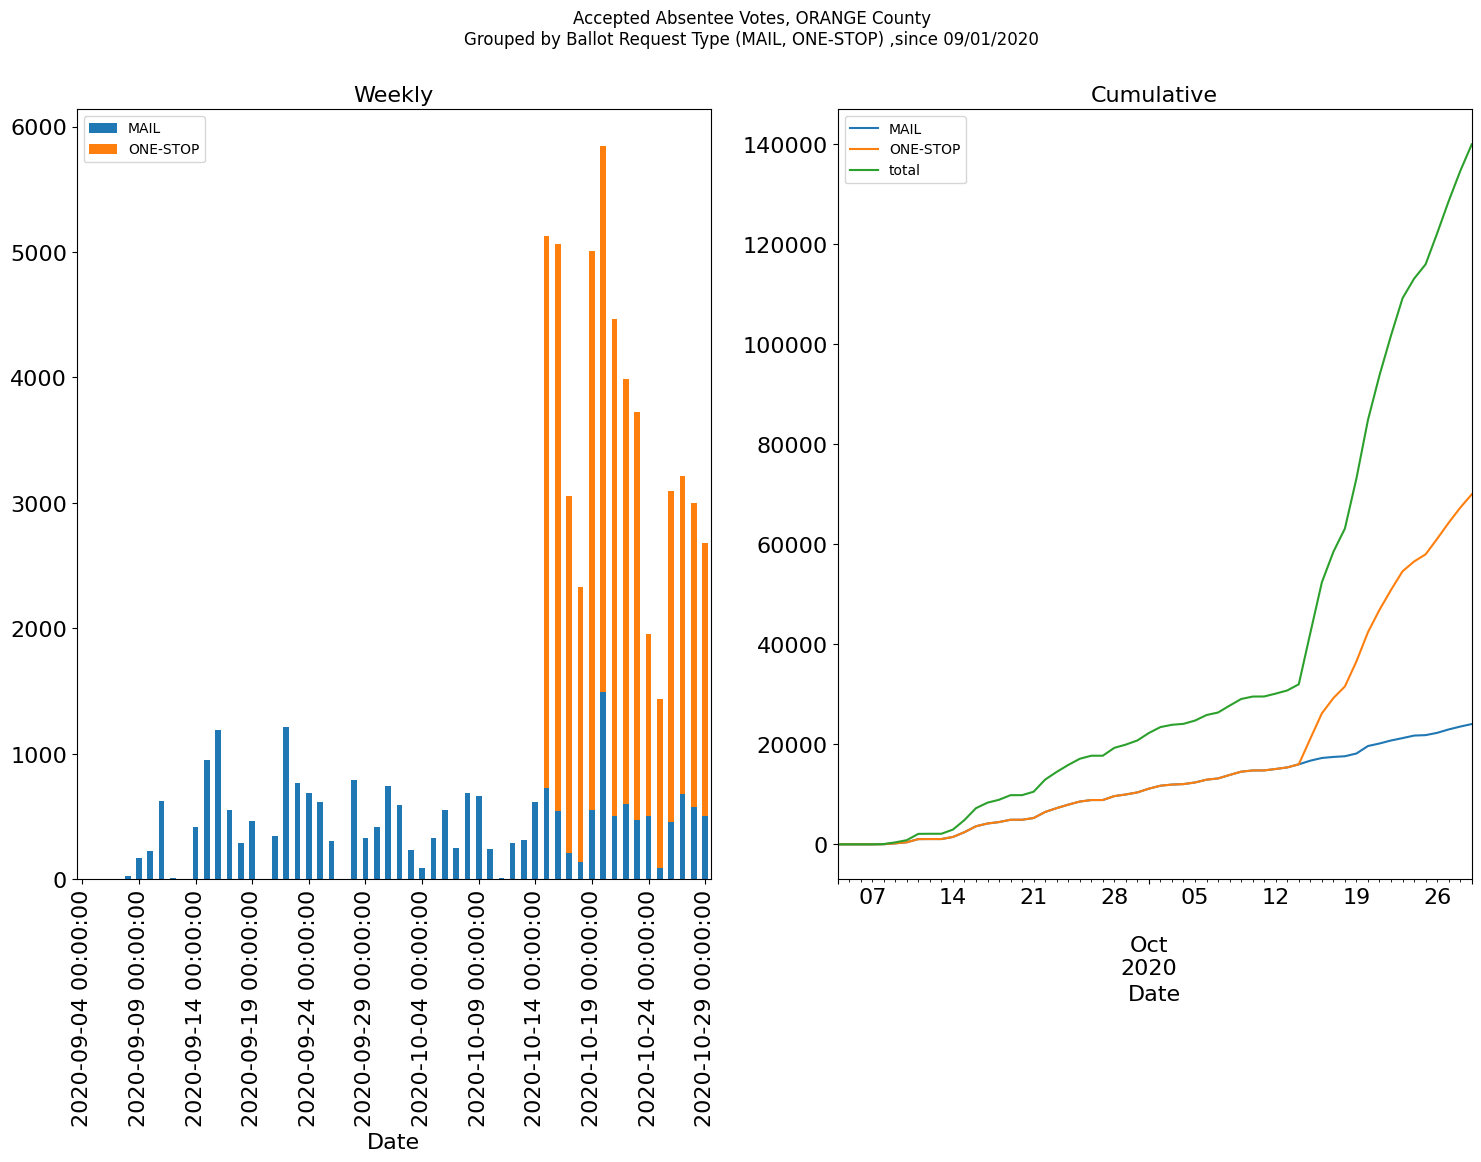 Accepted Absentee Votes, ORANGE County
Grouped by Ballot Request Type (MAIL, ONE-STOP) ,since 09/01/2020
Weekly
MAIL
ONE-STOP
6000
5000
4000
3000
2000
1000
0
2020-09-04 00:00:00
2020-09-09 00:00:00
2020-09-14 00:00:00
2020-09-19 00:00:00
2020-09-24 00:00:00
2020-09-29 00:00:00
2020-10-04 00:00:00
2020-10-09 00:00:00
2020-10-14 00:00:00
2020-10-19 00:00:00
2020-10-24 00:00:00
2020-10-29 00:00:00
Date
Cumulative
MAIL
ONE-STOP
total
140000
120000
100000
80000
60000
40000
20000
0
07 14 21 28 05 12 19 26
Oct
2020
Date